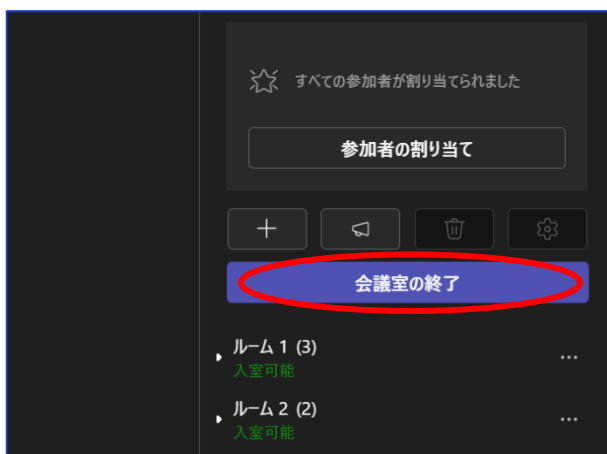 すべての参加者が割り当てられました
参加者の割り当て
会議室の終了
ルーム 1 (3)
入室可能
ルーム 2 (2)
入室可能